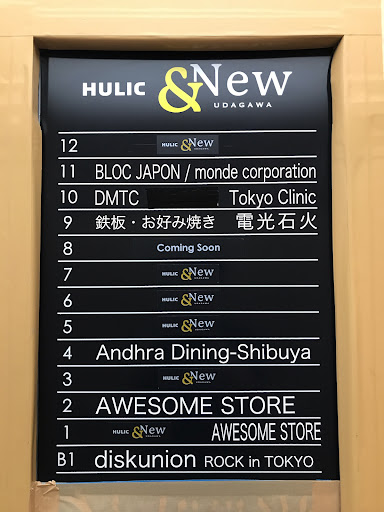 HULIC &New
UDAGAWA
12 HULIC &New UDAGAWA
11 BLOC JAPON / monde corporation
10 DMTC Tokyo Clinic
9 鉄板・お好み焼き 電光石火
8 Coming Soon
7 HULIC &New UDAGAWA
6 HULIC &New UDAGAWA
5 HULIC &New UDAGAWA
4 Andhra Dining-Shibuya
3 HULIC &New UDAGAWA
2 AWESOME STORE
1 HULIC &New UDAGAWA AWESOME STORE
B1 diskunion ROCK in TOKYO